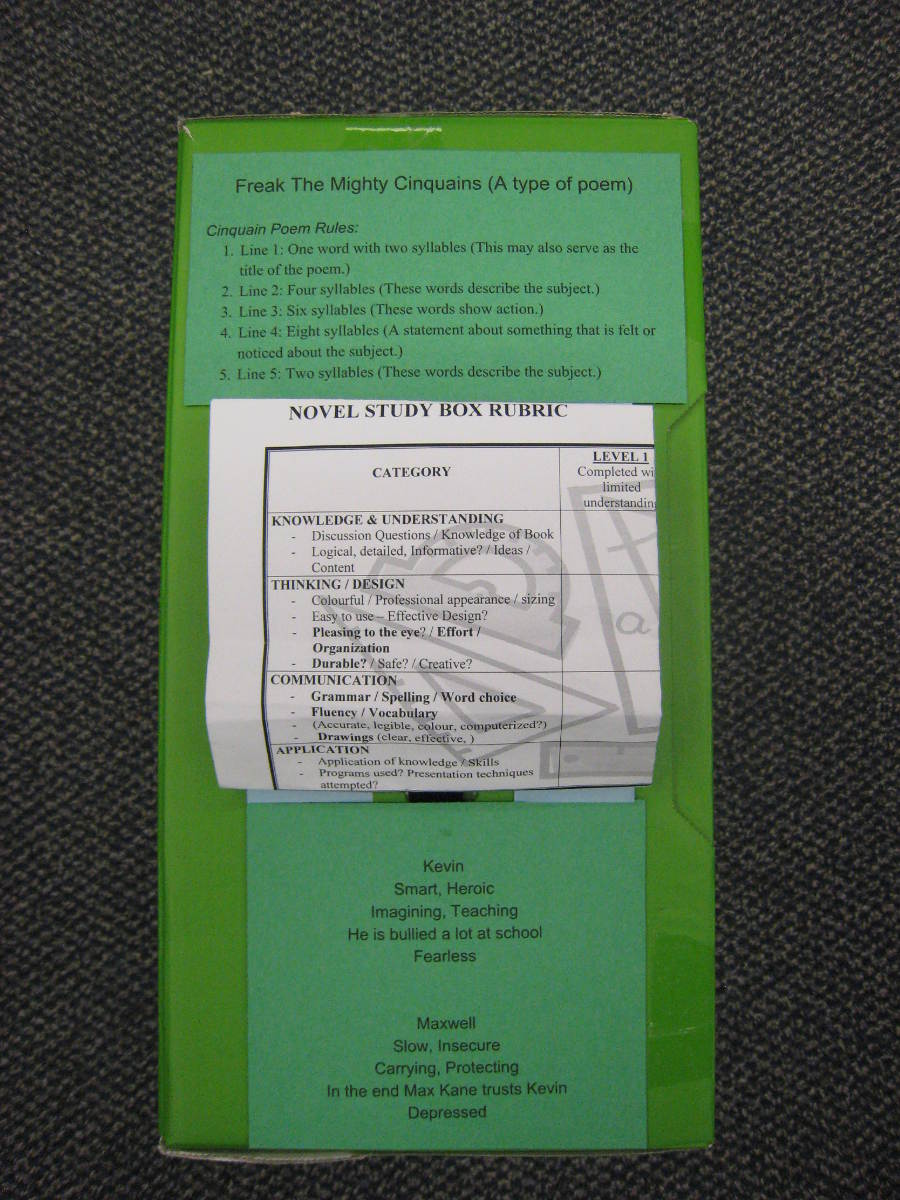 Freak The Mighty Cinquains (A type of poem)
Cinquain Poem Rules:
1. Line 1: One word with two syllables (This may also serve as the
title of the poem.)
2. Line 2: Four syllables (These words describe the subject.)
3. Line 3: Six syllables (These words show action.)
4. Line 4: Eight syllables (A statement about something that is felt or
noticed about the subject.)
5. Line 5: Two syllables (These words describe the subject.)
NOVEL STUDY BOX RUBRIC
CATEGORY
LEVEL 1
Completed wi
limited
understanding
KNOWLEDGE & UNDERSTANDING
- Discussion Questions / Knowledge of Book
- Logical, detailed, Informative? / Ideas /
Content
THINKING / DESIGN
- Colourful / Professional appearance / sizing
- Easy to use – Effective Design?
- Pleasing to the eye? / Effort /
Organization
- Durable? / Safe? / Creative?
COMMUNICATION
- Grammar / Spelling / Word choice
- Fluency / Vocabulary
- (Accurate, legible, colour, computerized?)
- Drawings (clear, effective, )
APPLICATION
- Application of knowledge / Skills
- Programs used? Presentation techniques
attempted?
a
Kevin
Smart, Heroic
Imagining, Teaching
He is bullied a lot at school
Fearless
Maxwell
Slow, Insecure
Carrying, Protecting
In the end Max Kane trusts Kevin
Depressed